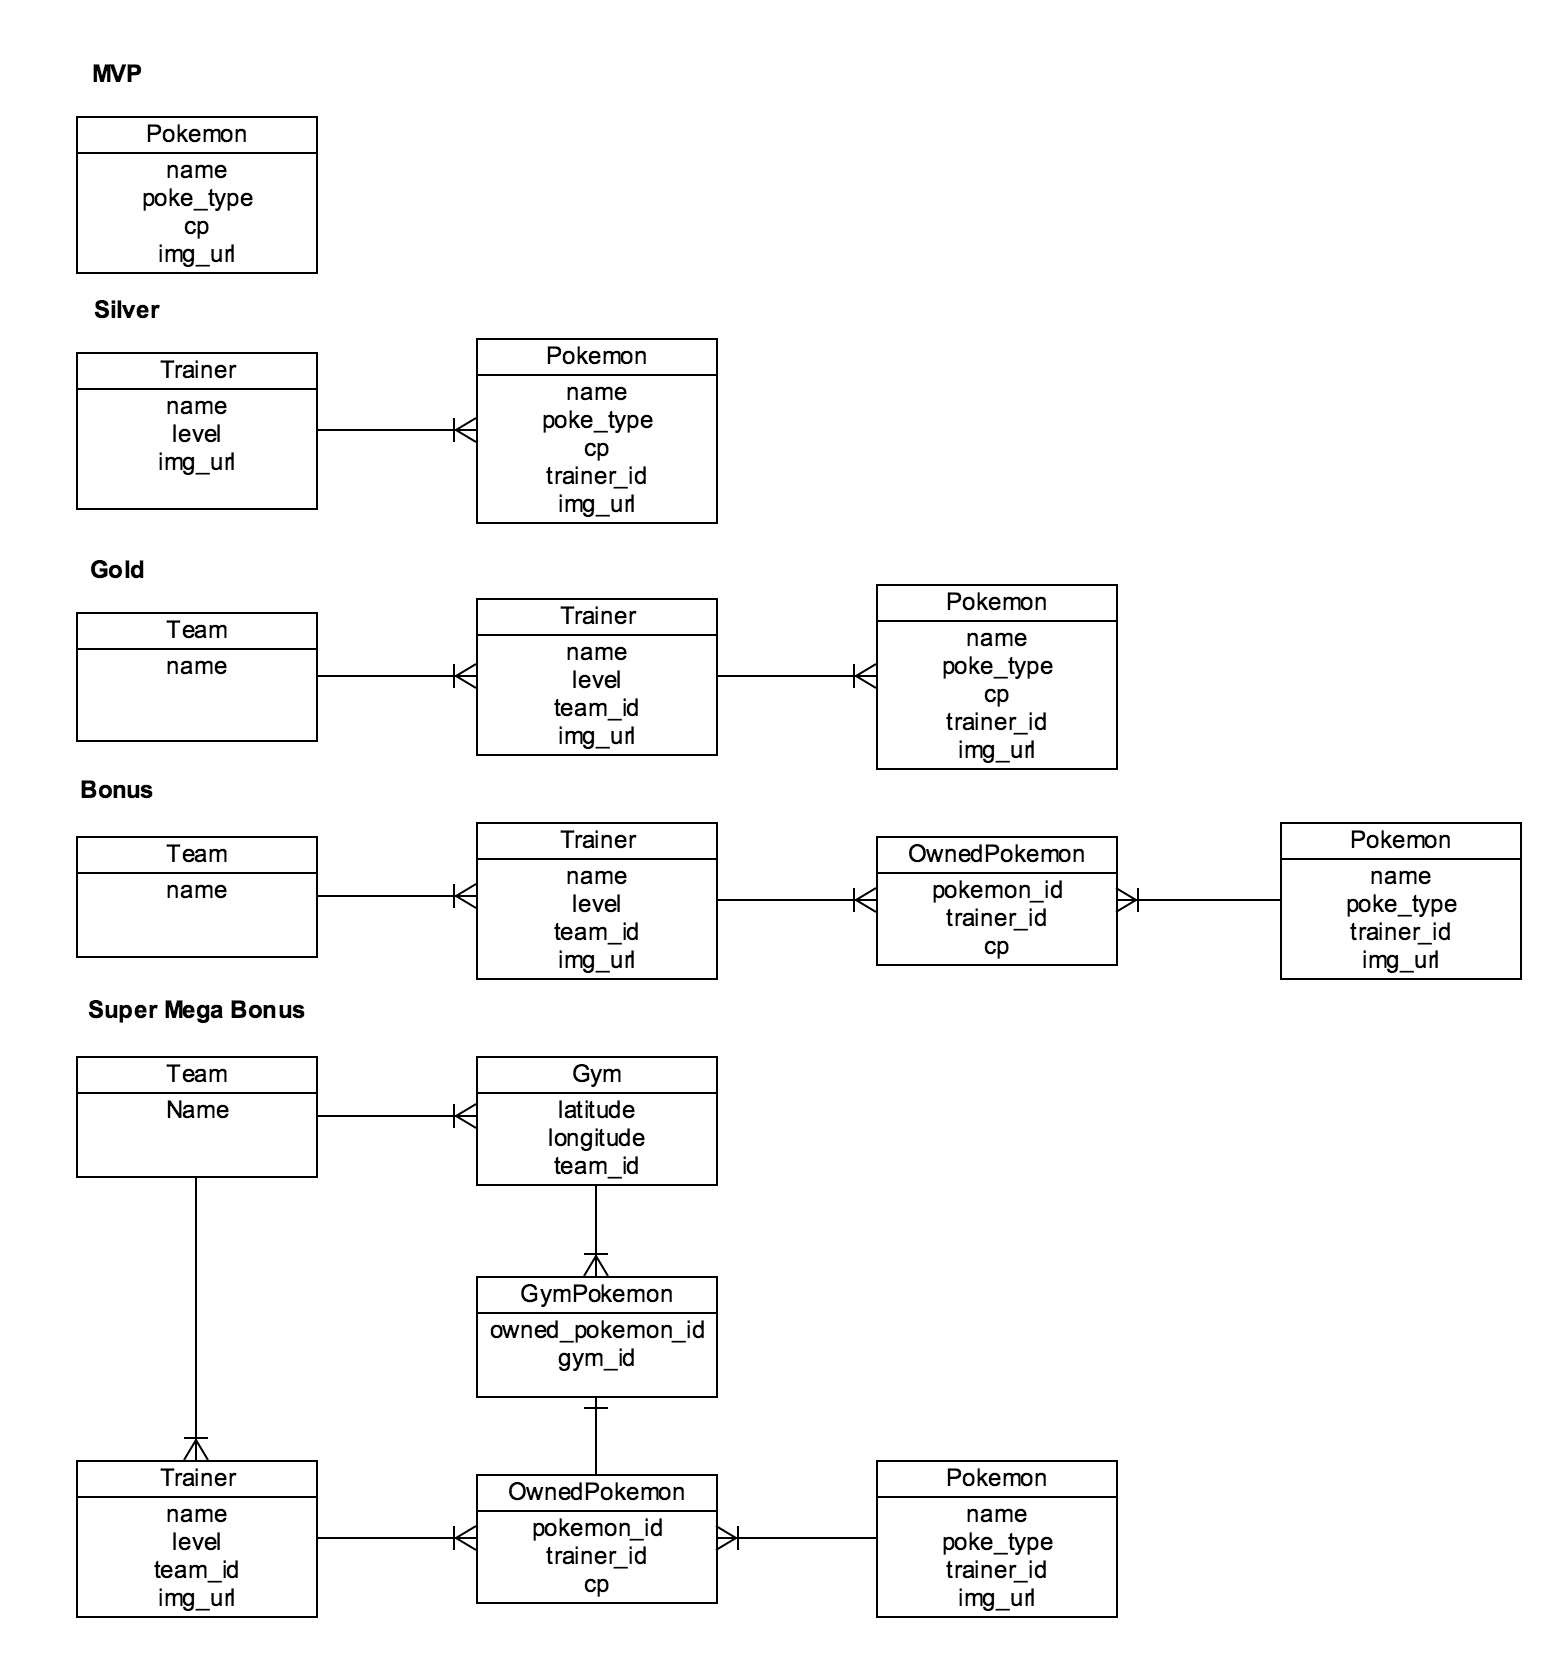 MVP
Pokemon
name
poke_type
cp
img_url
Silver
Trainer
name
level
img_url
Pokemon
name
poke_type
cp
trainer_id
img_url
Gold
Team
name
Trainer
name
level
team_id
img_url
Pokemon
name
poke_type
cp
trainer_id
img_url
Bonus
Team
name
Trainer
name
level
team_id
img_url
OwnedPokemon
pokemon_id
trainer_id
cp
Pokemon
name
poke_type
trainer_id
img_url
Super Mega Bonus
Team
Name
Gym
latitude
longitude
team_id
GymPokemon
owned_pokemon_id
gym_id
Trainer
name
level
team_id
img_url
OwnedPokemon
pokemon_id
trainer_id
cp
Pokemon
name
poke_type
trainer_id
img_url